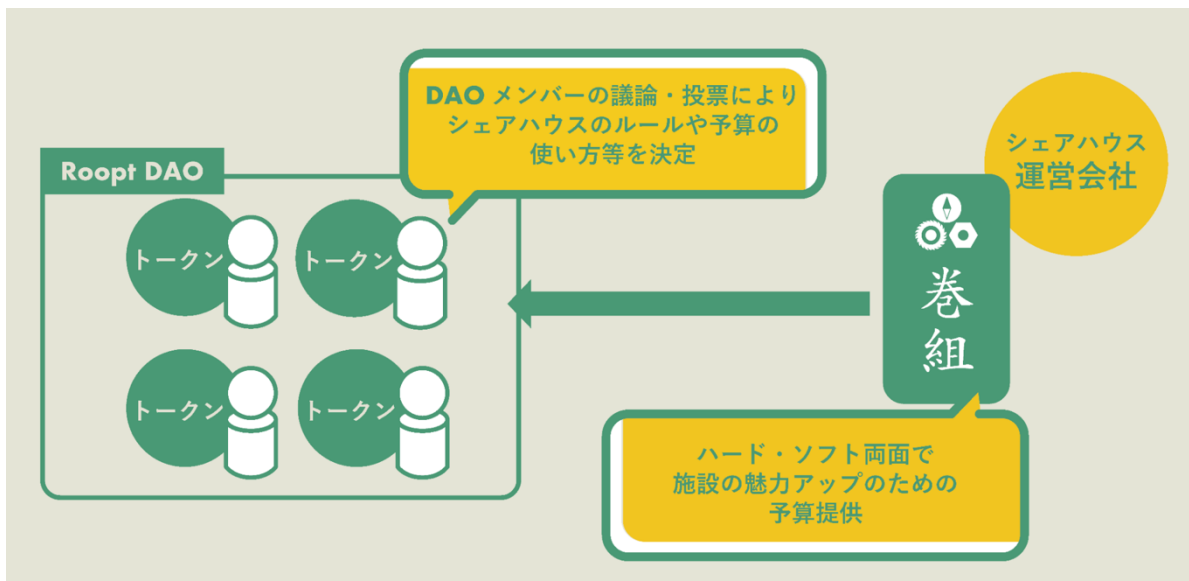 DAO メンバーの議論・投票により
シェアハウスのルールや予算の
使い方等を決定
シェアハウス
運営会社
Roopt DAO
トークン
トークン
巻組
トークン
トークン
ハード・ソフト両面で
施設の魅力アップのための
予算提供